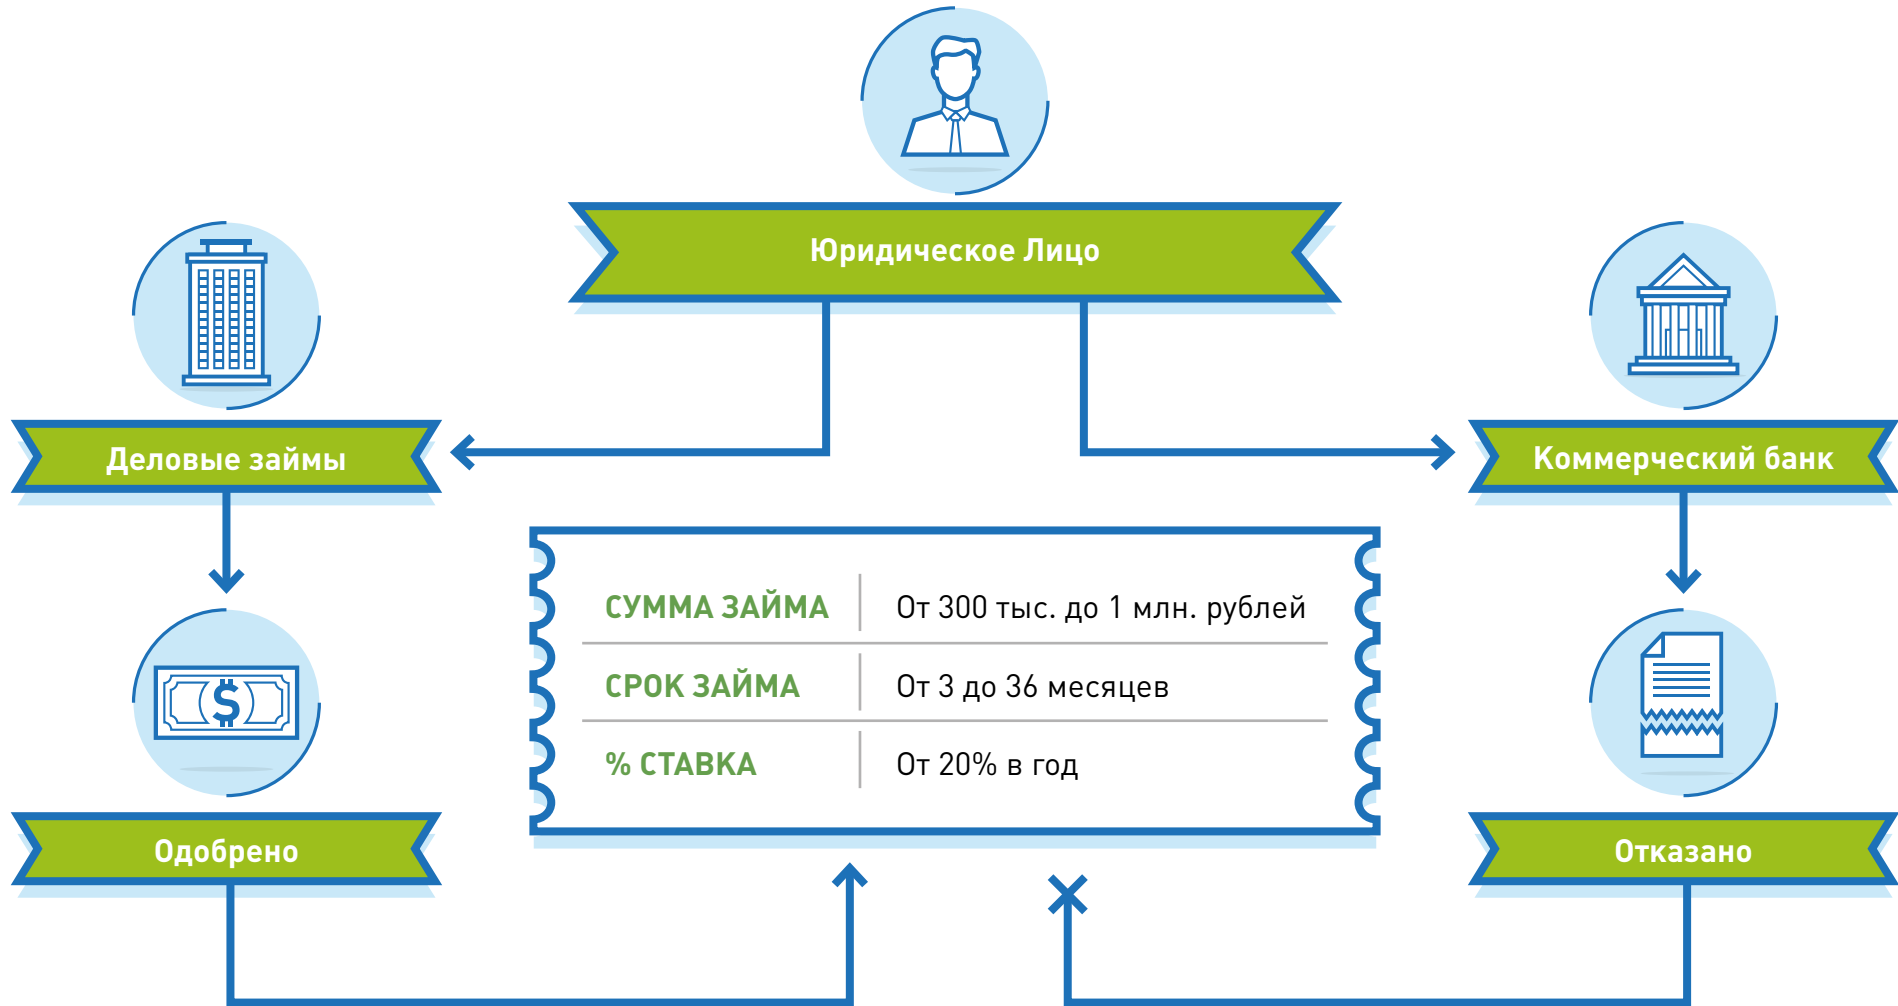 Юридическое Лицо
Деловые займы
Коммерческий банк
СУММА ЗАЙМА От 300 тыс. до 1 млн. рублей
СРОК ЗАЙМА От 3 до 36 месяцев
% СТАВКА От 20% в год
Одобрено
Отказано